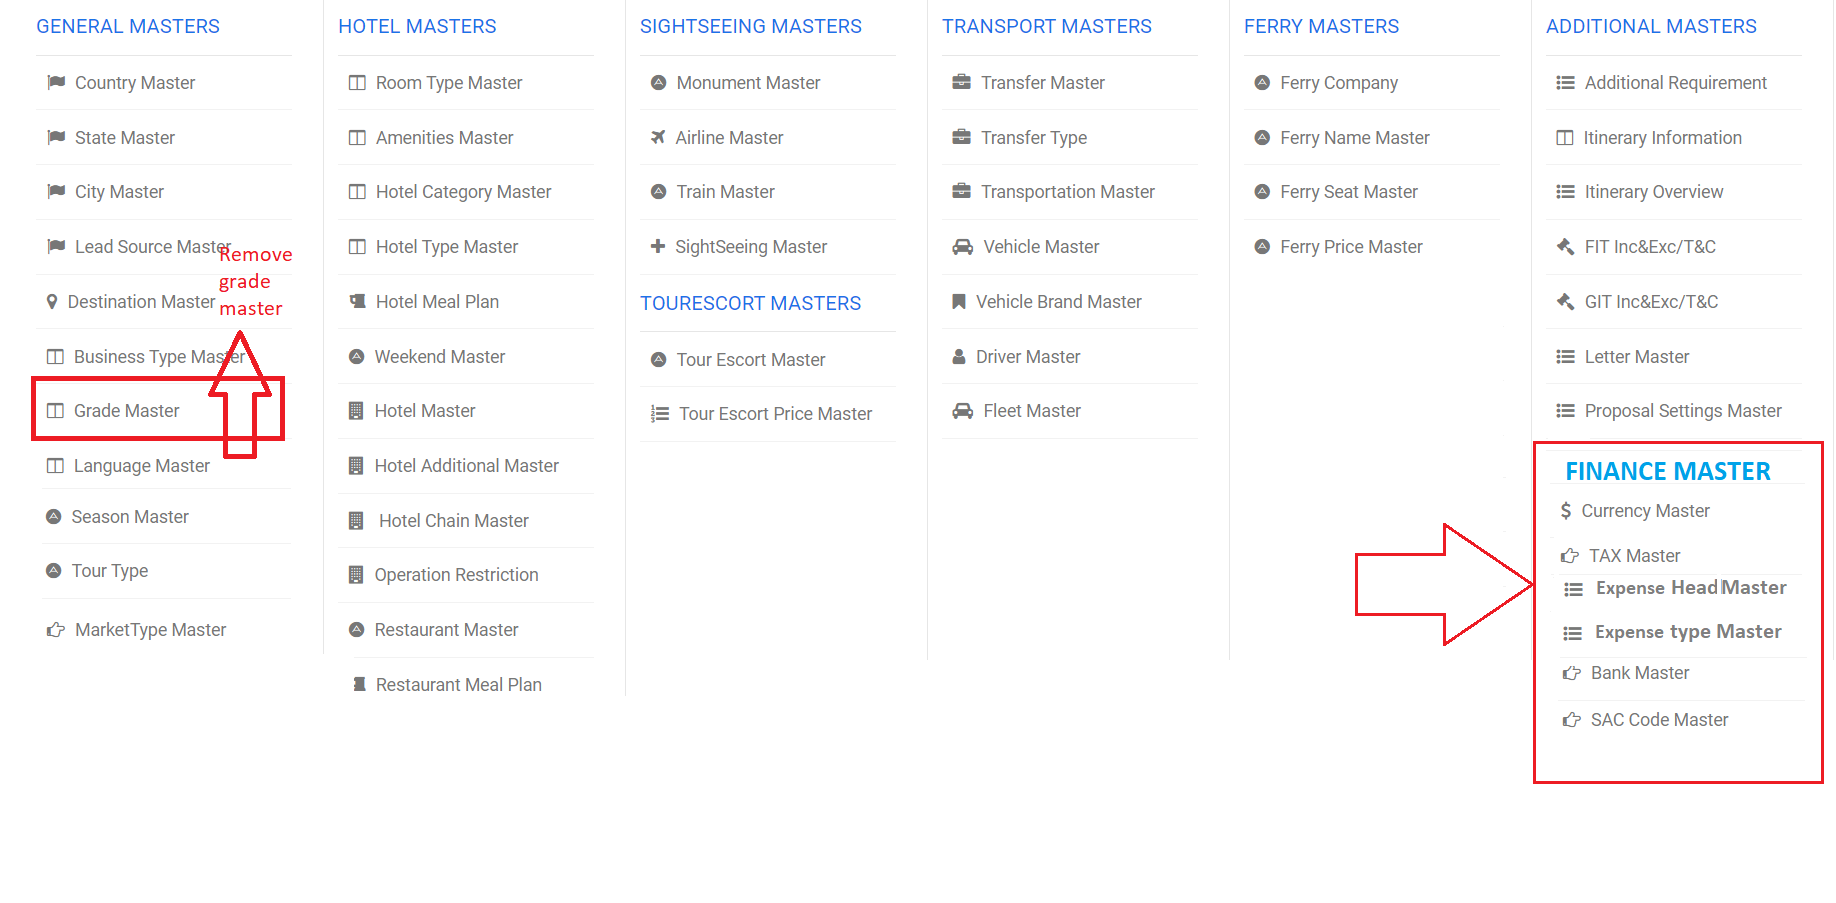 GENERAL MASTERS
Country Master
State Master
City Master
Lead Source Master
Destination Master
Business Type Master
Grade Master
Language Master
Season Master
Tour Type
MarketType Master
Remove
grade
master
HOTEL MASTERS
Room Type Master
Amenities Master
Hotel Category Master
Hotel Type Master
Hotel Meal Plan
Weekend Master
Hotel Master
Hotel Additional Master
Hotel Chain Master
Operation Restriction
Restaurant Master
Restaurant Meal Plan
SIGHTSEEING MASTERS
Monument Master
Airline Master
Train Master
SightSeeing Master
TOURESCORT MASTERS
Tour Escort Master
Tour Escort Price Master
TRANSPORT MASTERS
Transfer Master
Transfer Type
Transportation Master
Vehicle Master
Vehicle Brand Master
Driver Master
Fleet Master
FERRY MASTERS
Ferry Company
Ferry Name Master
Ferry Seat Master
Ferry Price Master
ADDITIONAL MASTERS
Additional Requirement
Itinerary Information
Itinerary Overview
FIT Inc&Exc/T&C
GIT Inc&Exc/T&C
Letter Master
Proposal Settings Master
FINANCE MASTER
Currency Master
TAX Master
Expense Head Master
Expense type Master
Bank Master
SAC Code Master